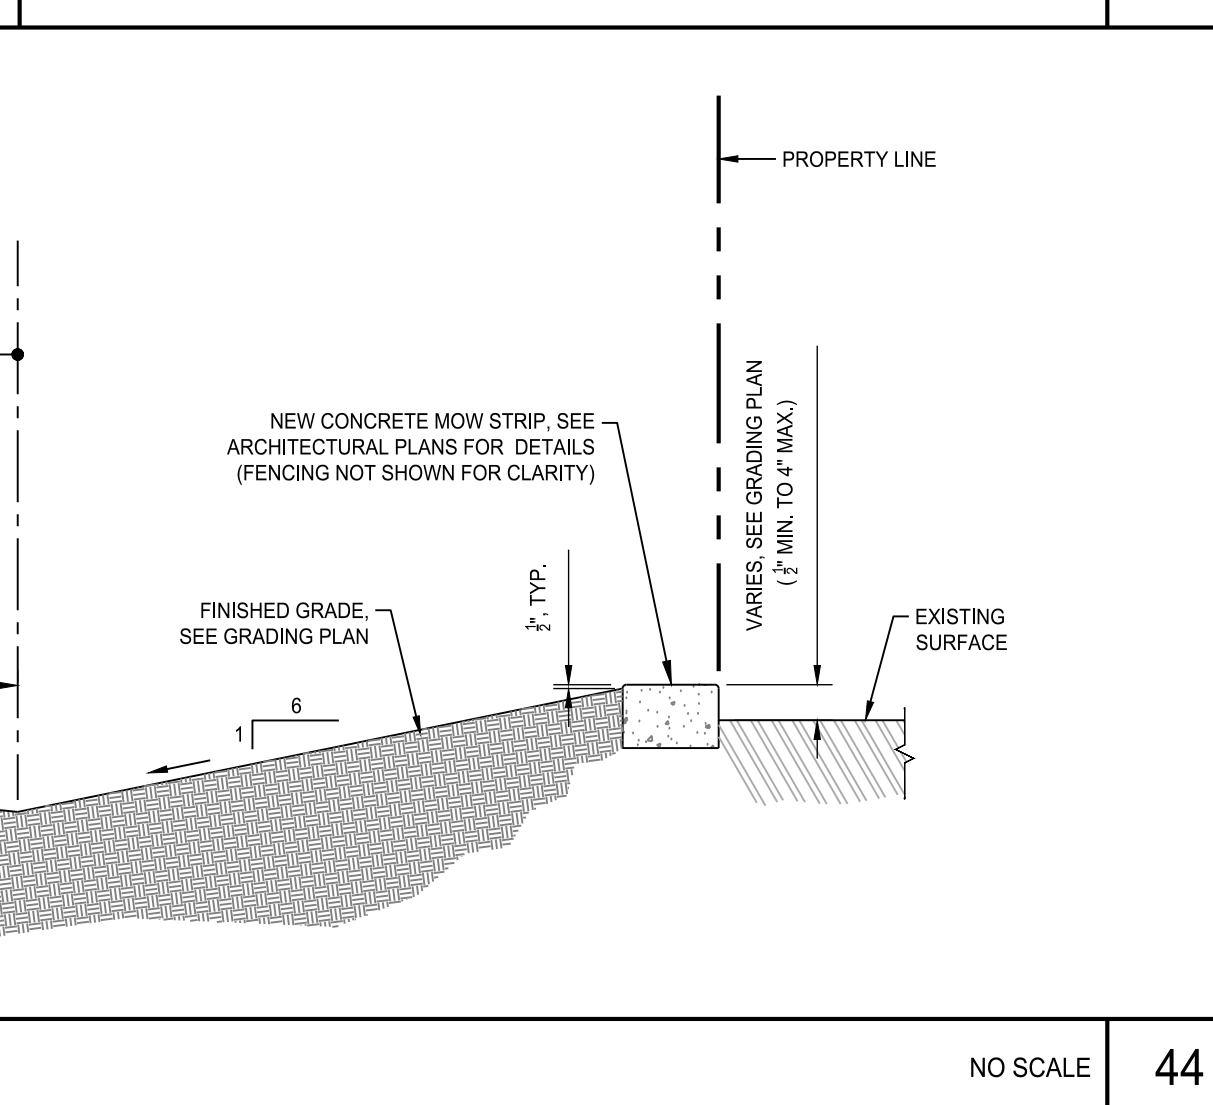 PROPERTY LINE
NEW CONCRETE MOW STRIP, SEE
ARCHITECTURAL PLANS FOR DETAILS
(FENCING NOT SHOWN FOR CLARITY)
VARIES, SEE GRADING PLAN
(½" MIN. TO 4" MAX.)
½", TYP.
FINISHED GRADE,
SEE GRADING PLAN
EXISTING
SURFACE
6
1
NO SCALE
44